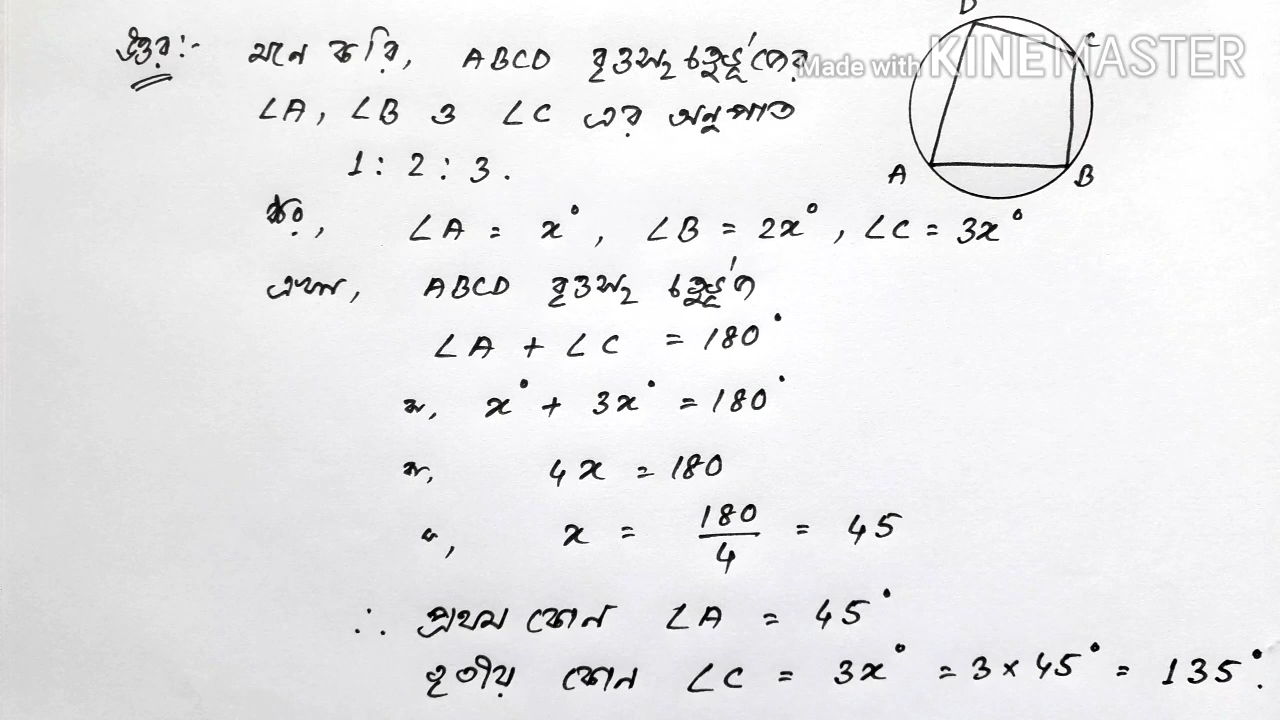 উত্তর:- মনে করি, ABCD বৃত্তস্থ চতুর্ভূজের
∠A, ∠B ও ∠C এর অনুপাত
1 : 2 : 3.
ধরি, ∠A = x°, ∠B = 2x°, ∠C = 3x°
এখন, ABCD বৃত্তস্থ চতুর্ভূজে
∠A + ∠C = 180°
বা, x° + 3x° = 180°
বা, 4x = 180
বা, x = 180/4 = 45
∴ প্রথম কোন ∠A = 45°
তৃতীয় কোন ∠C = 3x° = 3 × 45° = 135°.
D
C
A
B
Made with KINEMASTER